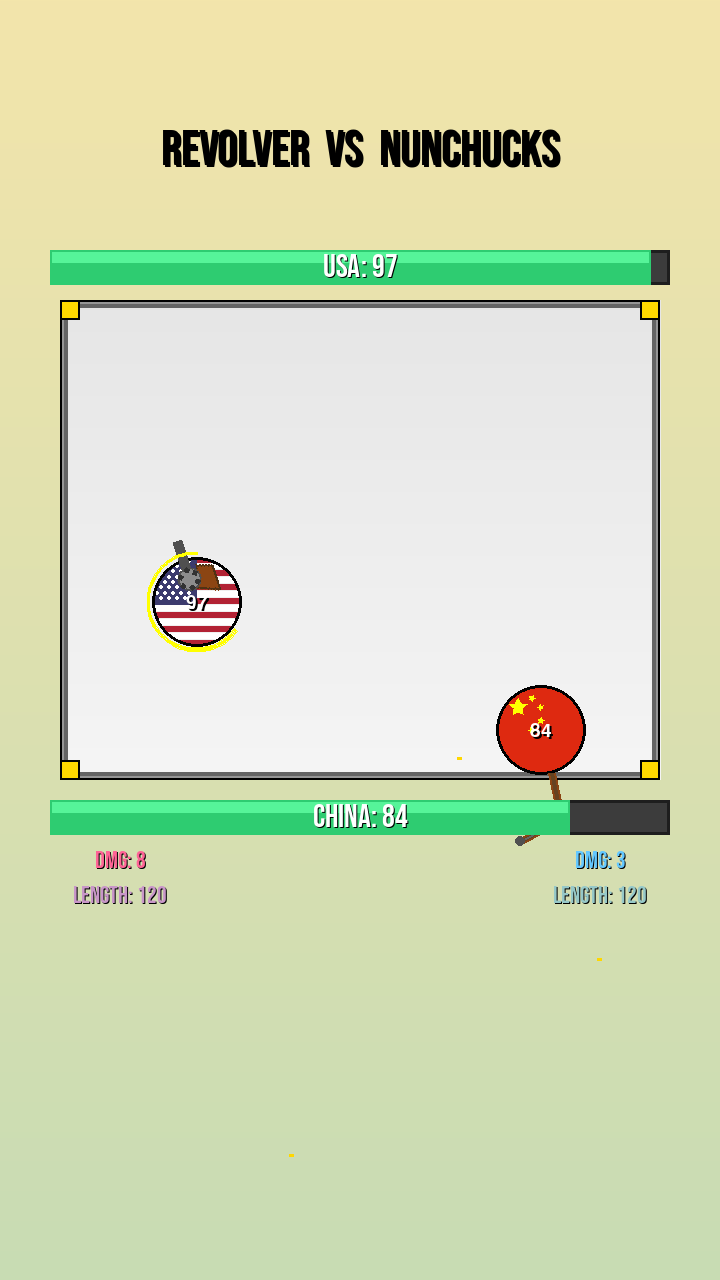 REVOLVER VS NUNCHUCKS
USA: 97
97
84
CHINA: 84
DMG: 8
DMG: 3
LENGTH: 120
LENGTH: 120